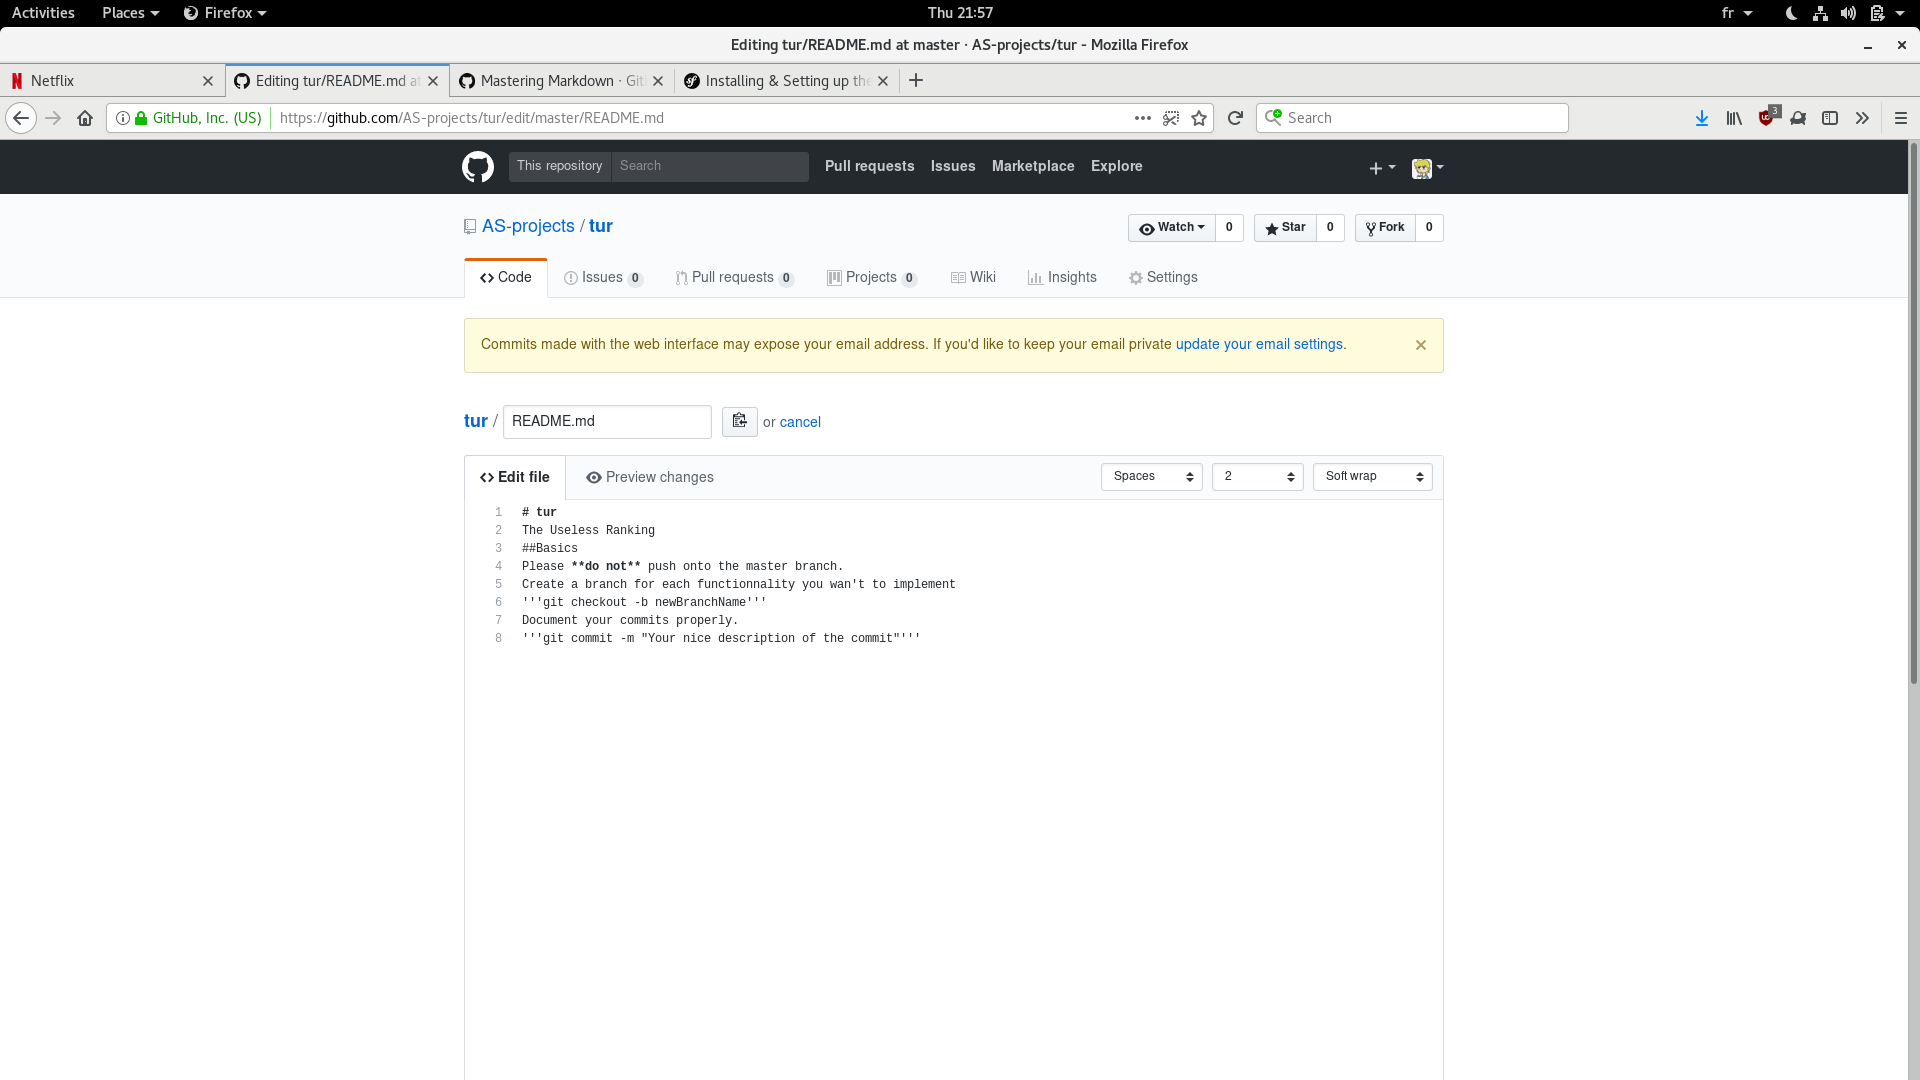 Activities Places Firefox Thu 21:57 fr
Editing tur/README.md at master · AS-projects/tur - Mozilla Firefox
Netflix Editing tur/README.md at Mastering Markdown · Git Installing & Setting up the
GitHub, Inc. (US) https://github.com/AS-projects/tur/edit/master/README.md Search 3
This repository Search Pull requests Issues Marketplace Explore
AS-projects / tur Watch 0 Star 0 Fork 0
Code Issues 0 Pull requests 0 Projects 0 Wiki Insights Settings
Commits made with the web interface may expose your email address. If you'd like to keep your email private update your email settings.
tur / README.md or cancel
Edit file Preview changes Spaces 2 Soft wrap
1 # tur
2 The Useless Ranking
3 ##Basics
4 Please **do not** push onto the master branch.
5 Create a branch for each functionnality you wan't to implement
6 '''git checkout -b newBranchName'''
7 Document your commits properly.
8 '''git commit -m "Your nice description of the commit"'''